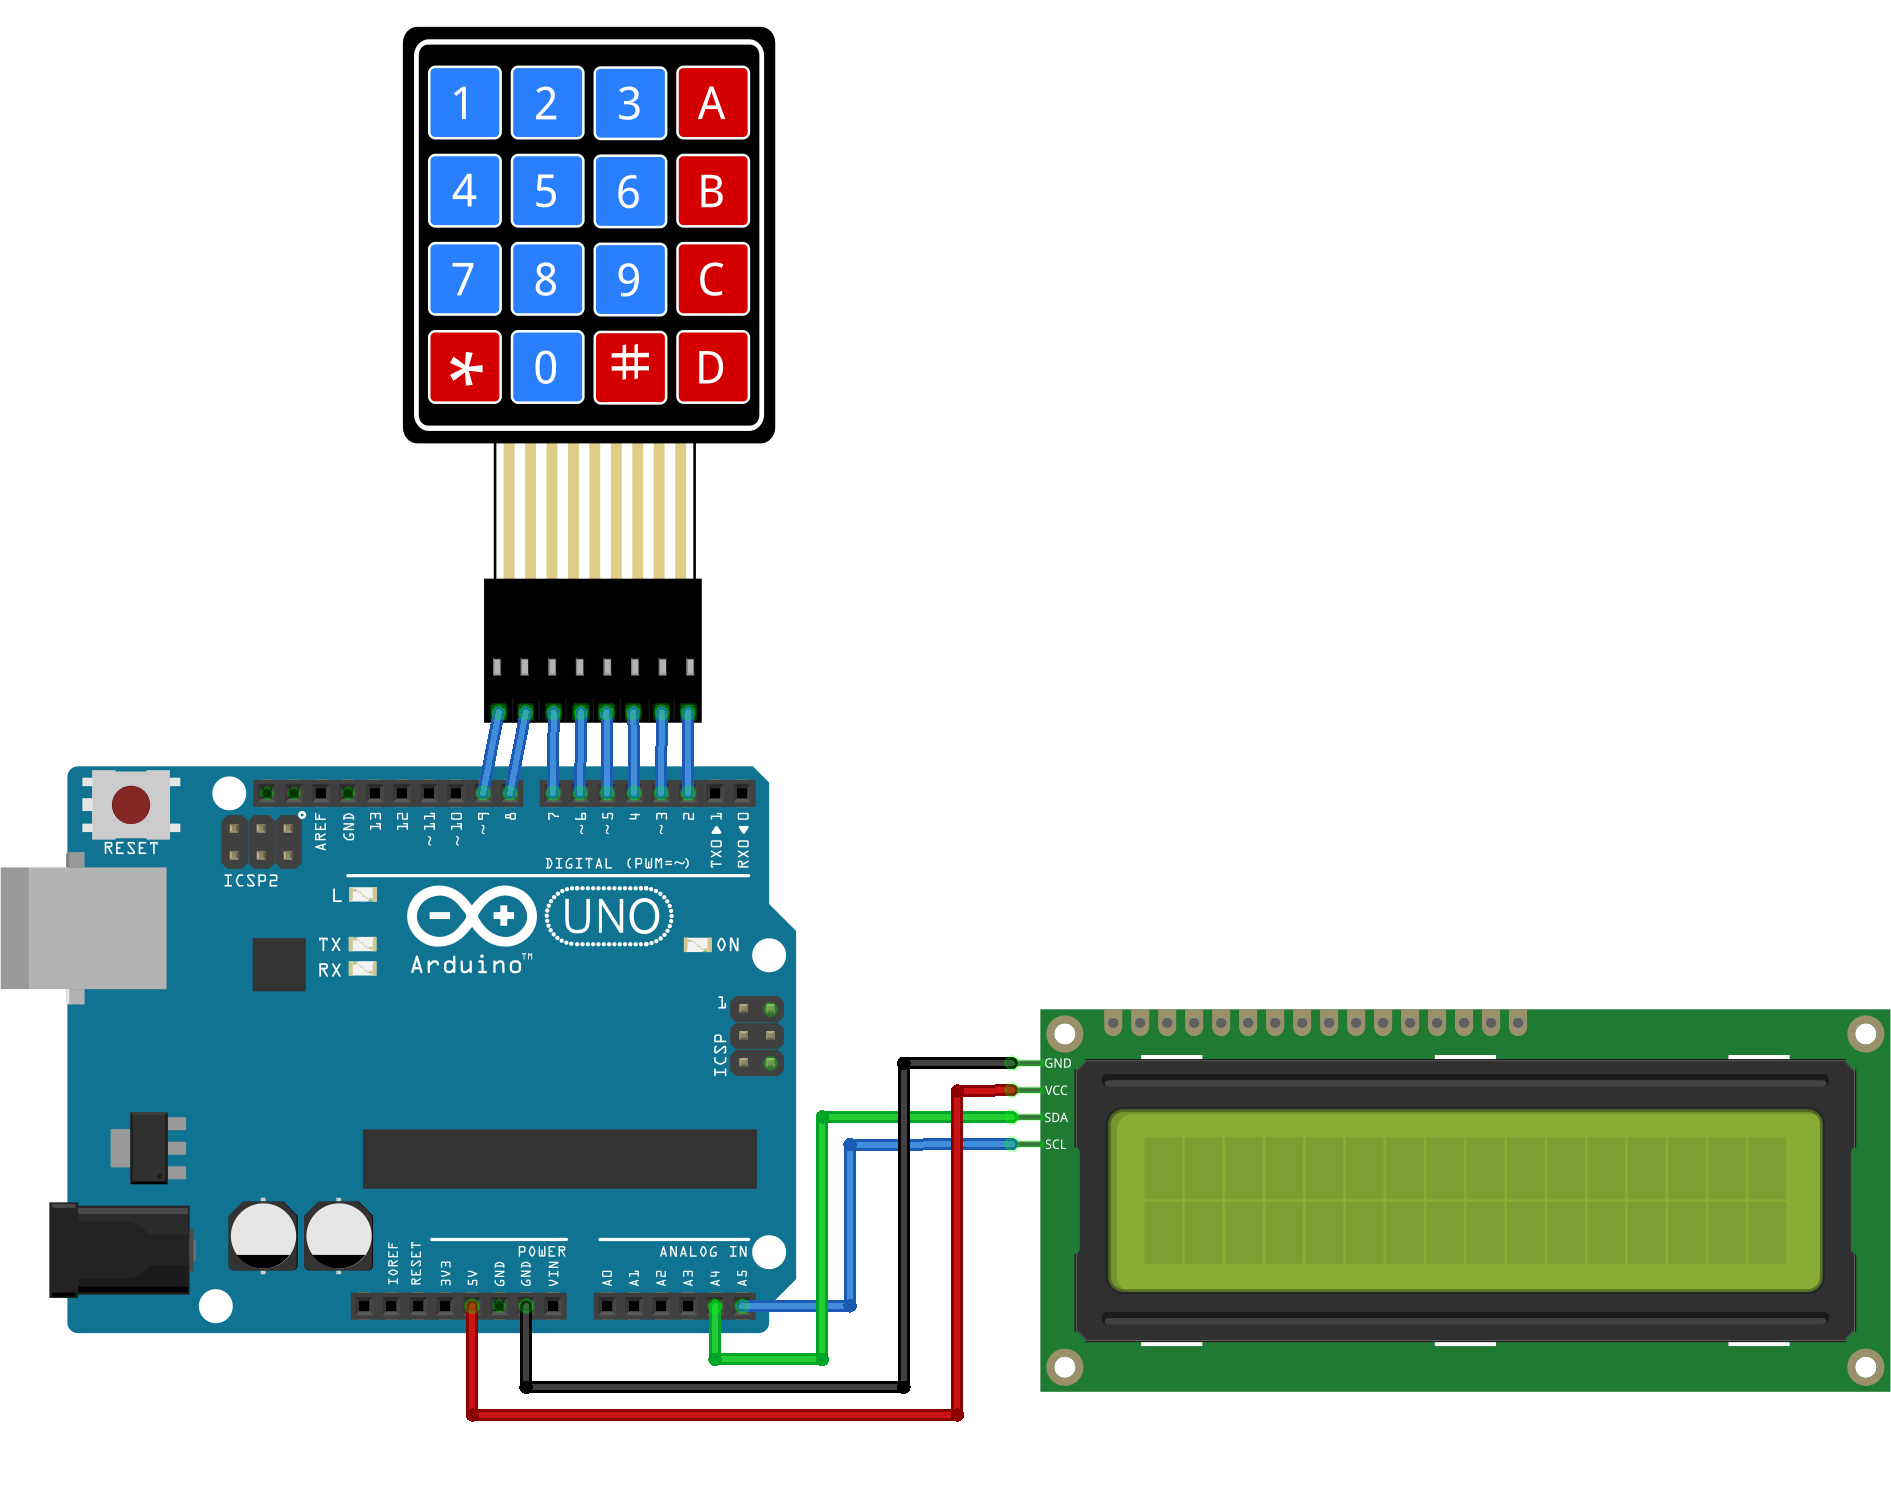 1 2 3 A
4 5 6 B
7 8 9 C
* 0 # D
RESET
ICSP2
AREF
GND
13
12
~11
~10
~9
8
7
~6
~5
4
~3
2
TX0▶1
RX0◀0
DIGITAL (PWM=~)
L
TX
RX
Arduino™
UNO
ON
1
ICSP
GND
VCC
SDA
SCL
POWER
ANALOG IN
IOREF
RESET
3V3
5V
GND
GND
VIN
A0
A1
A2
A3
A4
A5